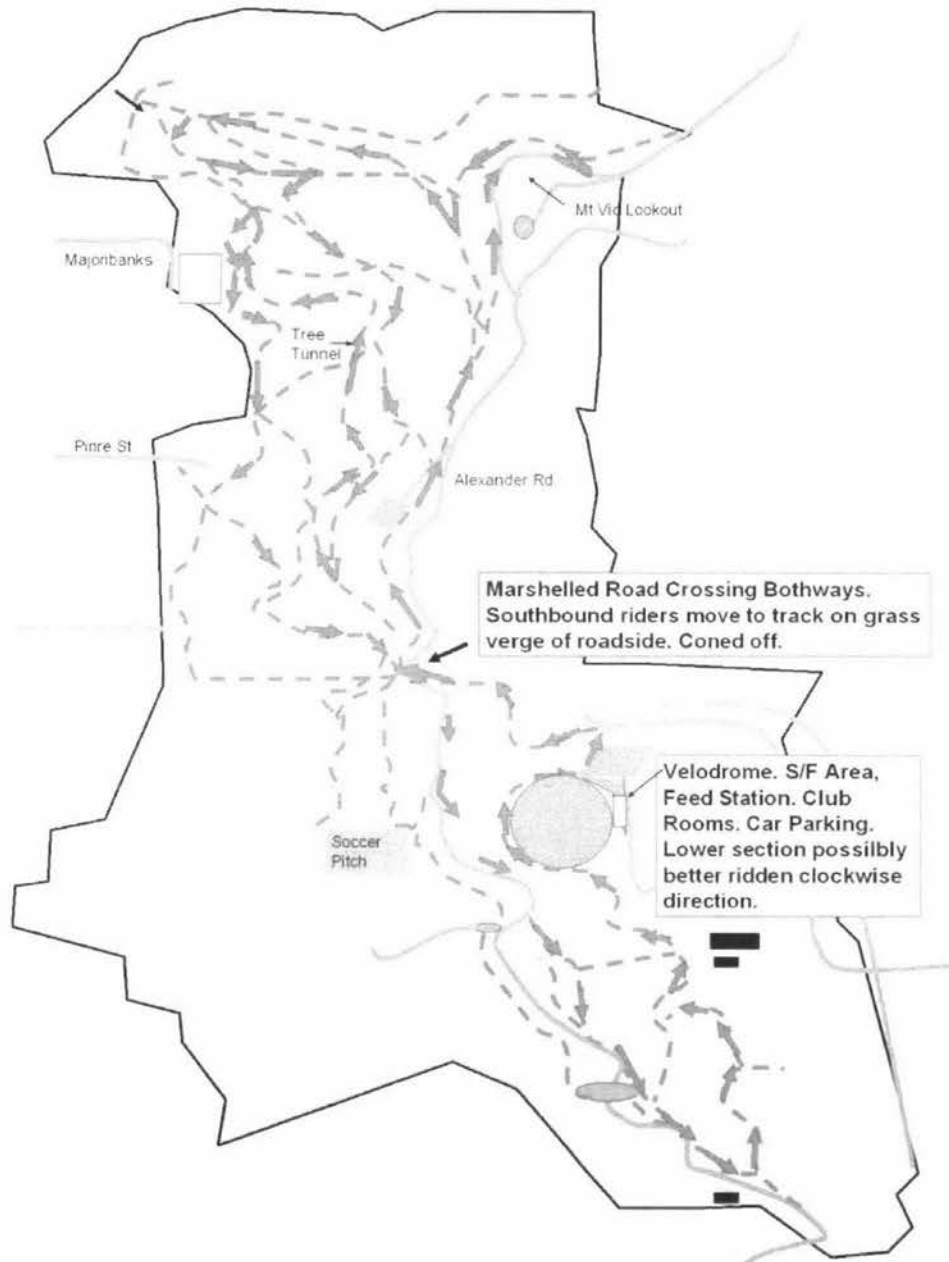 Mt Vic Lookout
Majoribanks
Tree
Tunnel
Pinre St
Alexander Rd
Marshelled Road Crossing Bothways.
Southbound riders move to track on grass
verge of roadside. Coned off.
Velodrome. S/F Area,
Feed Station. Club
Rooms. Car Parking.
Lower section possilbly
better ridden clockwise
direction.
Soccer
Pitch